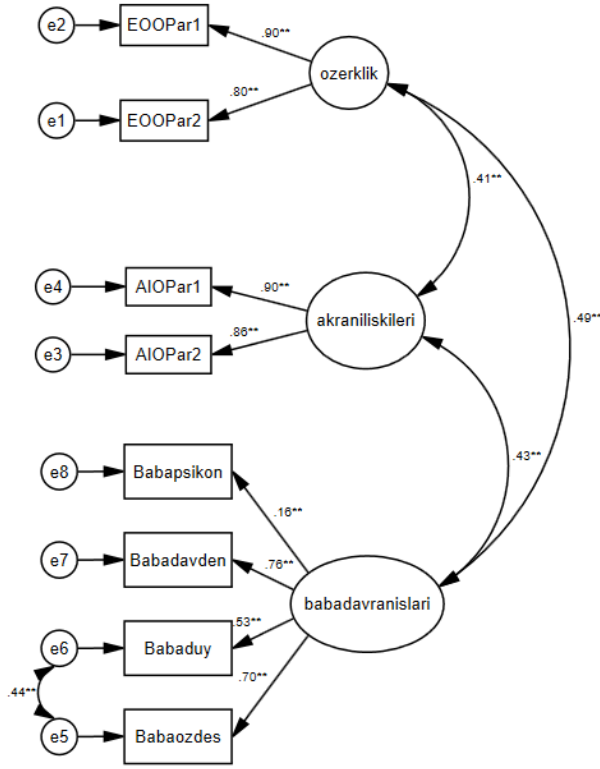 e2
EOOPar1
.90**
ozerklik
e1
EOOPar2
.80**
.41**
e4
AIOPar1
.90**
akraniliskileri
.49**
e3
AIOPar2
.86**
e8
Babapsikon
.43**
.16**
e7
Babadavden
.76**
babadavranislari
e6
Babaduy
.53**
.44**
.70**
e5
Babaozdes